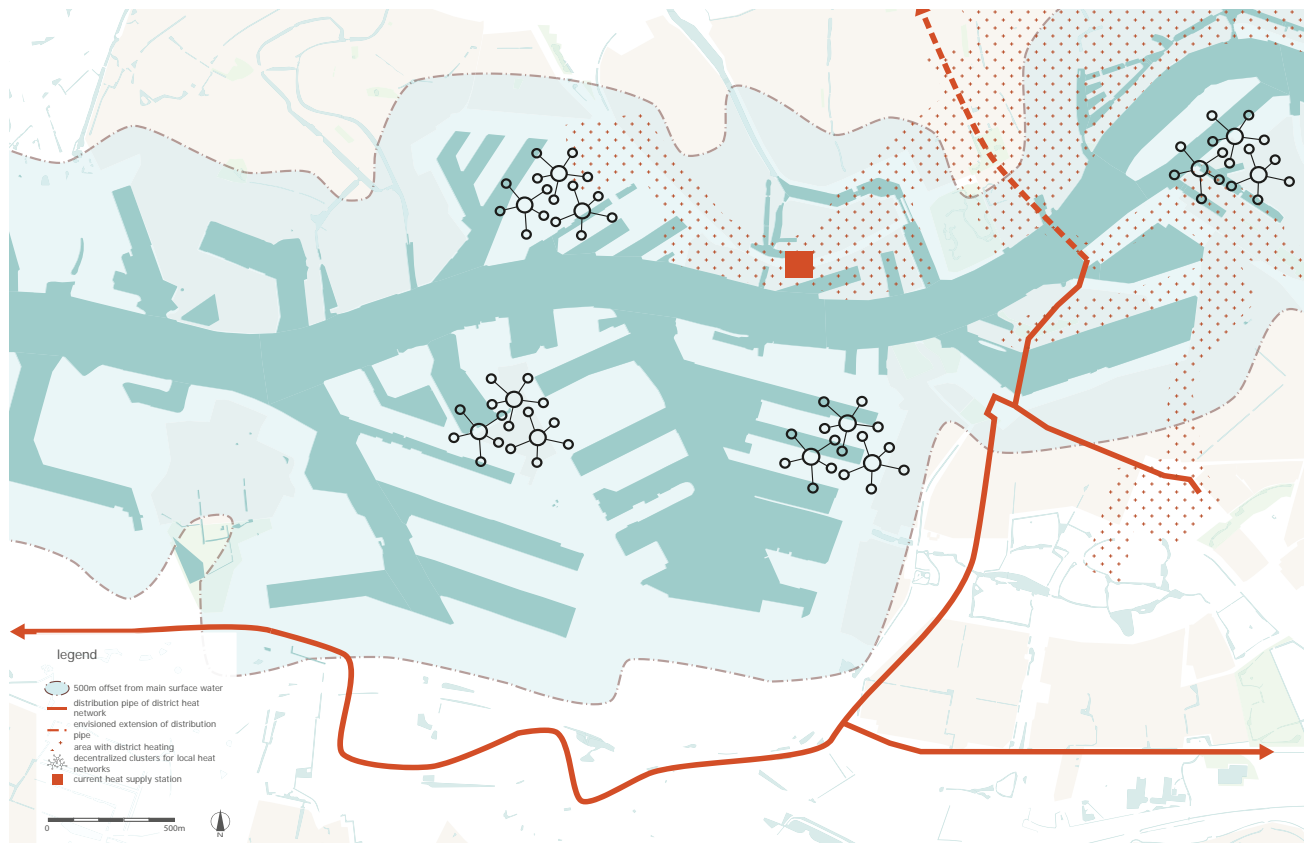 legend
500m offset from main surface water
distribution pipe of district heat
network
envisioned extension of distribution
pipe
area with district heating
decentralized clusters for local heat
networks
current heat supply station
0 500m
N